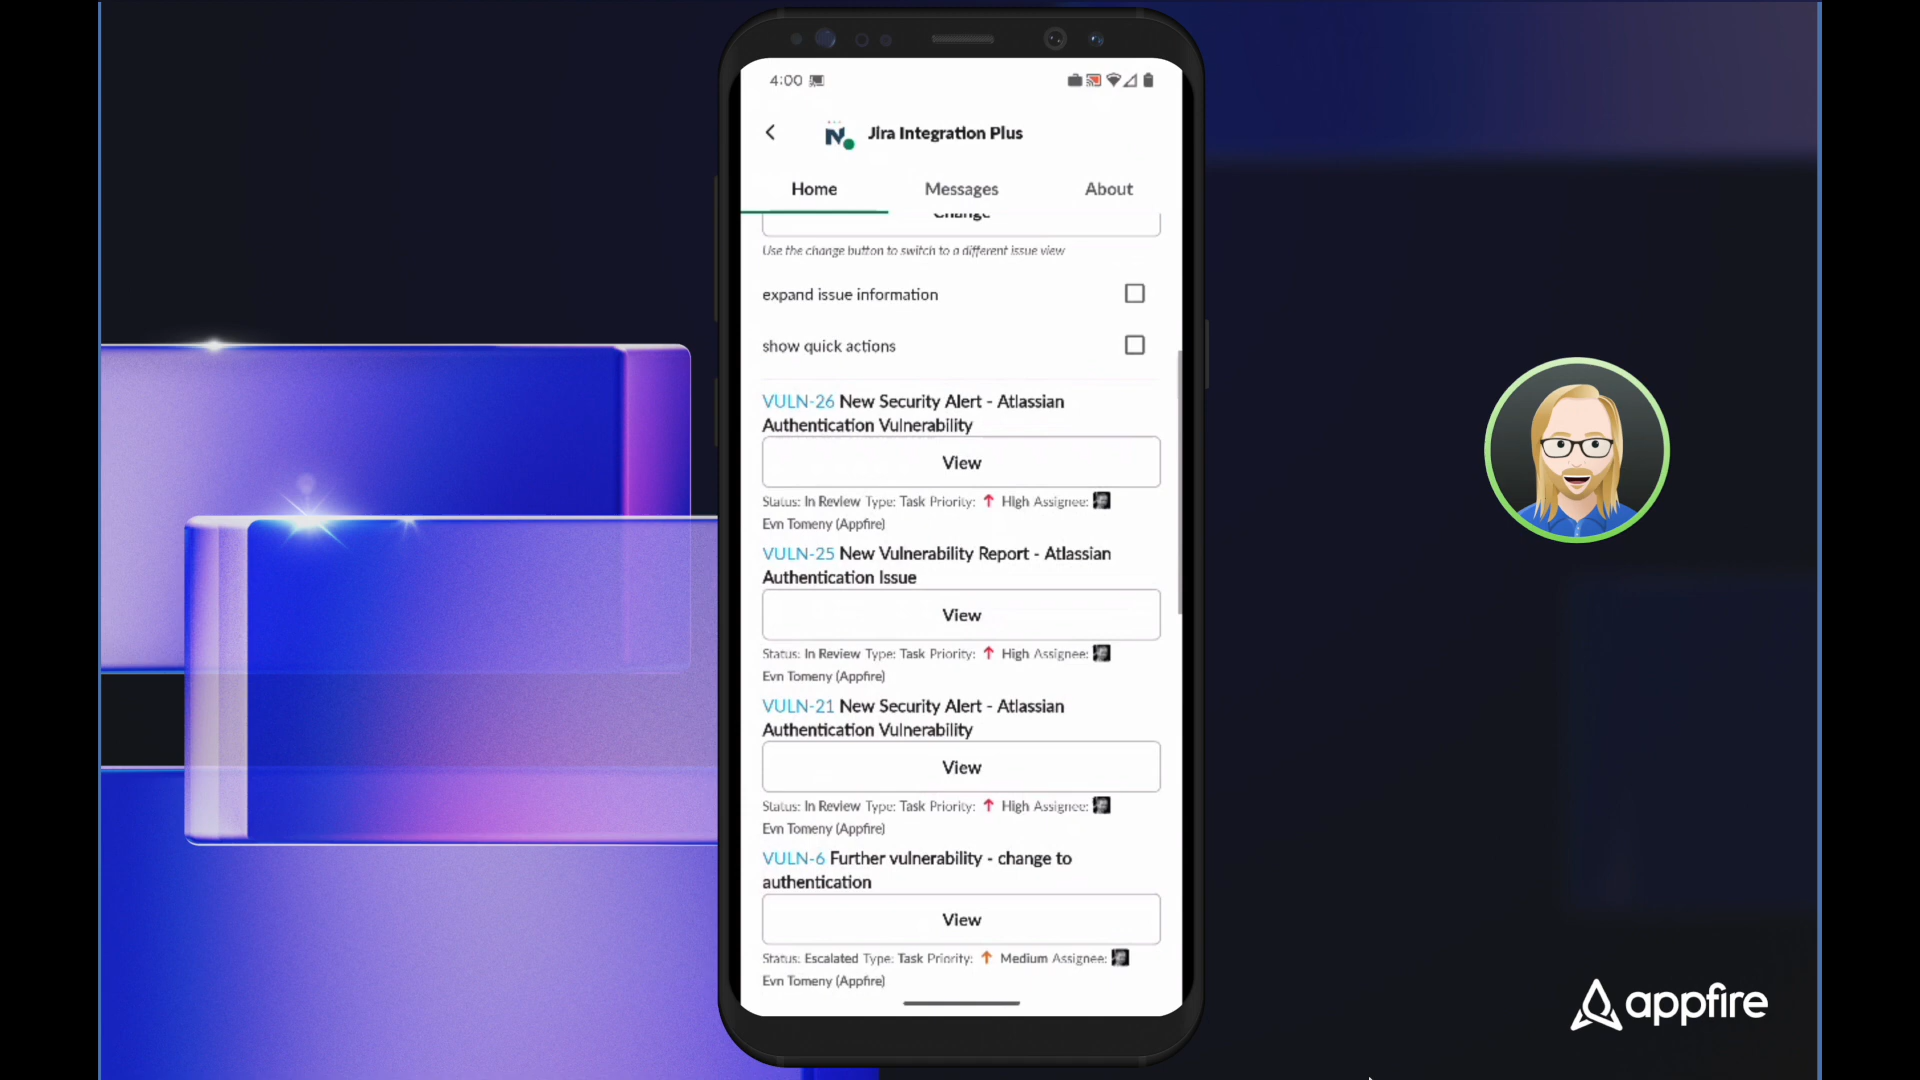 4:00
Jira Integration Plus
Home Messages About
Change
Use the change button to switch to a different issue view
expand issue information
show quick actions
VULN-26 New Security Alert - Atlassian
Authentication Vulnerability
View
Status: In Review Type: Task Priority: High Assignee:
Evn Tomeny (Appfire)
VULN-25 New Vulnerability Report - Atlassian
Authentication Issue
View
Status: In Review Type: Task Priority: High Assignee:
Evn Tomeny (Appfire)
VULN-21 New Security Alert - Atlassian
Authentication Vulnerability
View
Status: In Review Type: Task Priority: High Assignee:
Evn Tomeny (Appfire)
VULN-6 Further vulnerability - change to
authentication
View
Status: Escalated Type: Task Priority: Medium Assignee:
Evn Tomeny (Appfire)
appfire